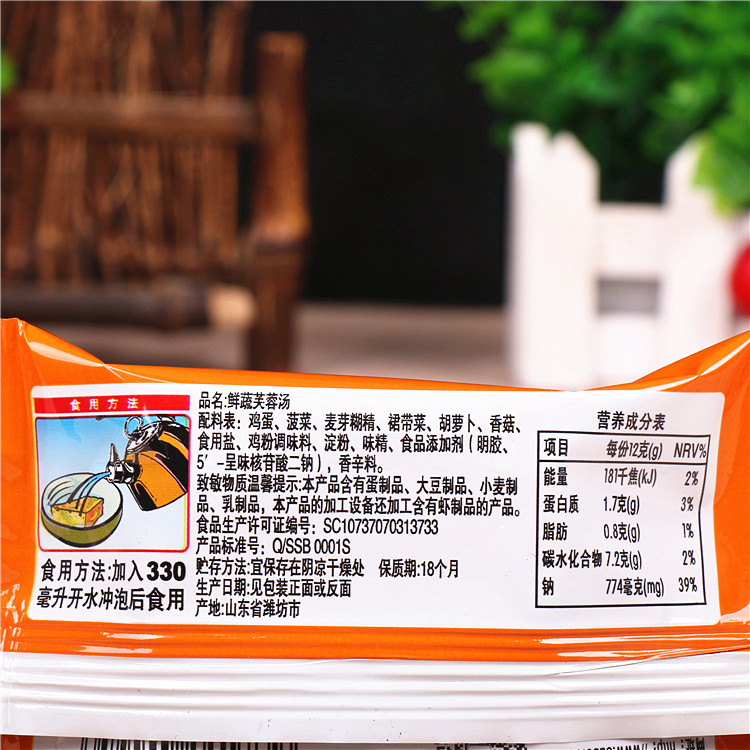 食用方法
食用方法:加入330
毫升开水冲泡后食用
品名:鲜蔬芙蓉汤
配料表：鸡蛋、菠菜、麦芽糊精、裙带菜、胡萝卜、香菇、
食用盐、鸡粉调味料、淀粉、味精、食品添加剂（明胶、
5′-呈味核苷酸二钠），香辛料。
致敏物质温馨提示:本产品含有蛋制品、大豆制品、小麦制
品、乳制品，本产品的加工设备还加工含有虾制品的产品。
食品生产许可证编号：SC10737070313733
产品标准号：Q/SSB 0001S
贮存方法:宜保存在阴凉干燥处 保质期:18个月
生产日期:见包装正面或反面
产地:山东省潍坊市
营养成分表
项目 每份12克(g) NRV%
能量 181千焦(kJ) 2%
蛋白质 1.7克(g) 3%
脂肪 0.8克(g) 1%
碳水化合物 7.2克(g) 2%
钠 774毫克(mg) 39%